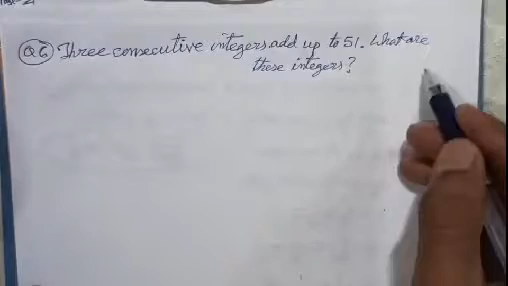 Q6 Three consecutive integers add up to 51. What are
these integers?